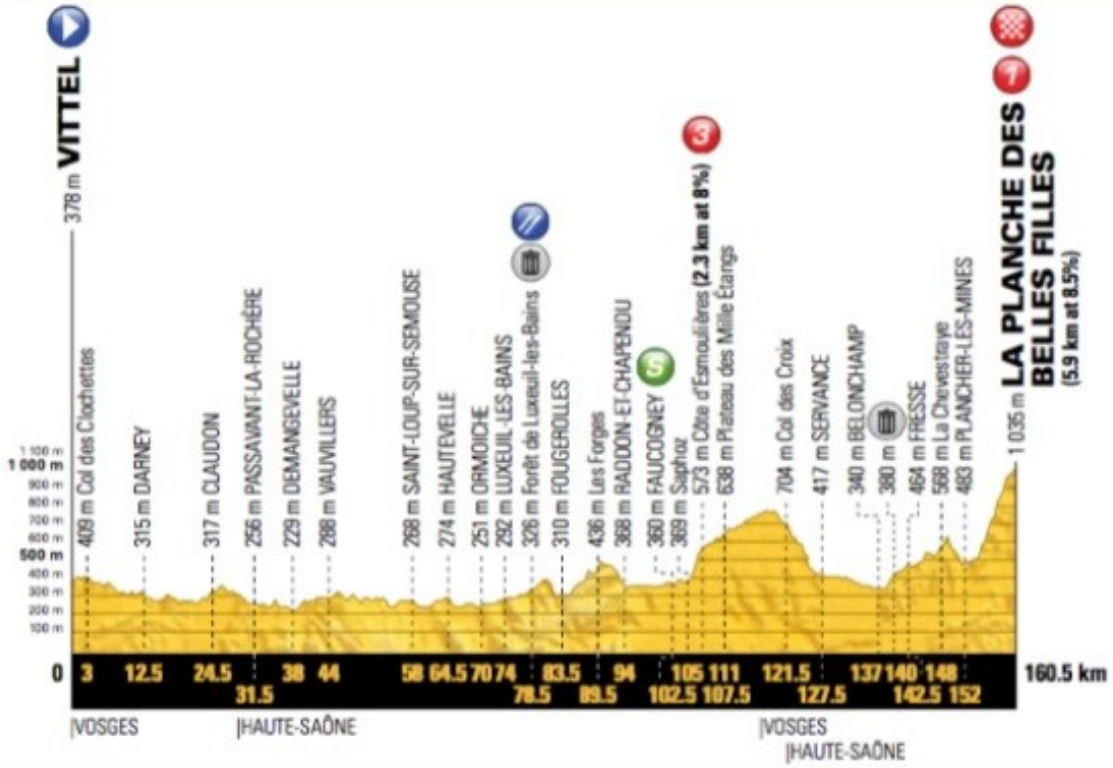 VITTEL
378 m
409 m Col des Clochettes
315 m DARNEY
317 m CLAUDON
256 m PASSAVANT-LA-ROCHÈRE
229 m DEMANGEVELLE
288 m VAUVILLERS
268 m SAINT-LOUP-SUR-SEMOUSE
274 m HAUTEVELLE
251 m ORMOICHE
292 m LUXEUIL-LES-BAINS
326 m Forêt de Luxeuil-les-Bains
310 m FOUGEROLLES
436 m Les Forges
368 m RADDON-ET-CHAPENDU
S
360 m FAUCOGNEY
369 m Saphoz
3
573 m Côte d'Esmoulières (2.3 km at 8%)
638 m Plateau des Mille Étangs
704 m Col des Croix
417 m SERVANCE
340 m BELONCHAMP
380 m
464 m FRESSE
568 m La Chevestraye
483 m PLANCHER-LES-MINES
1
1 035 m LA PLANCHE DES
BELLES FILLES
(5.9 km at 8.5%)
1 100 m
1 000 m
900 m
800 m
700 m
600 m
500 m
400 m
300 m
200 m
100 m
0 3 12.5 24.5 38 44 58 64.5 70 74 83.5 94 105 111 121.5 137 140 148 160.5 km
31.5 78.5 89.5 102.5 107.5 127.5 142.5 152
|VOSGES |HAUTE-SAÔNE |VOSGES
|HAUTE-SAÔNE